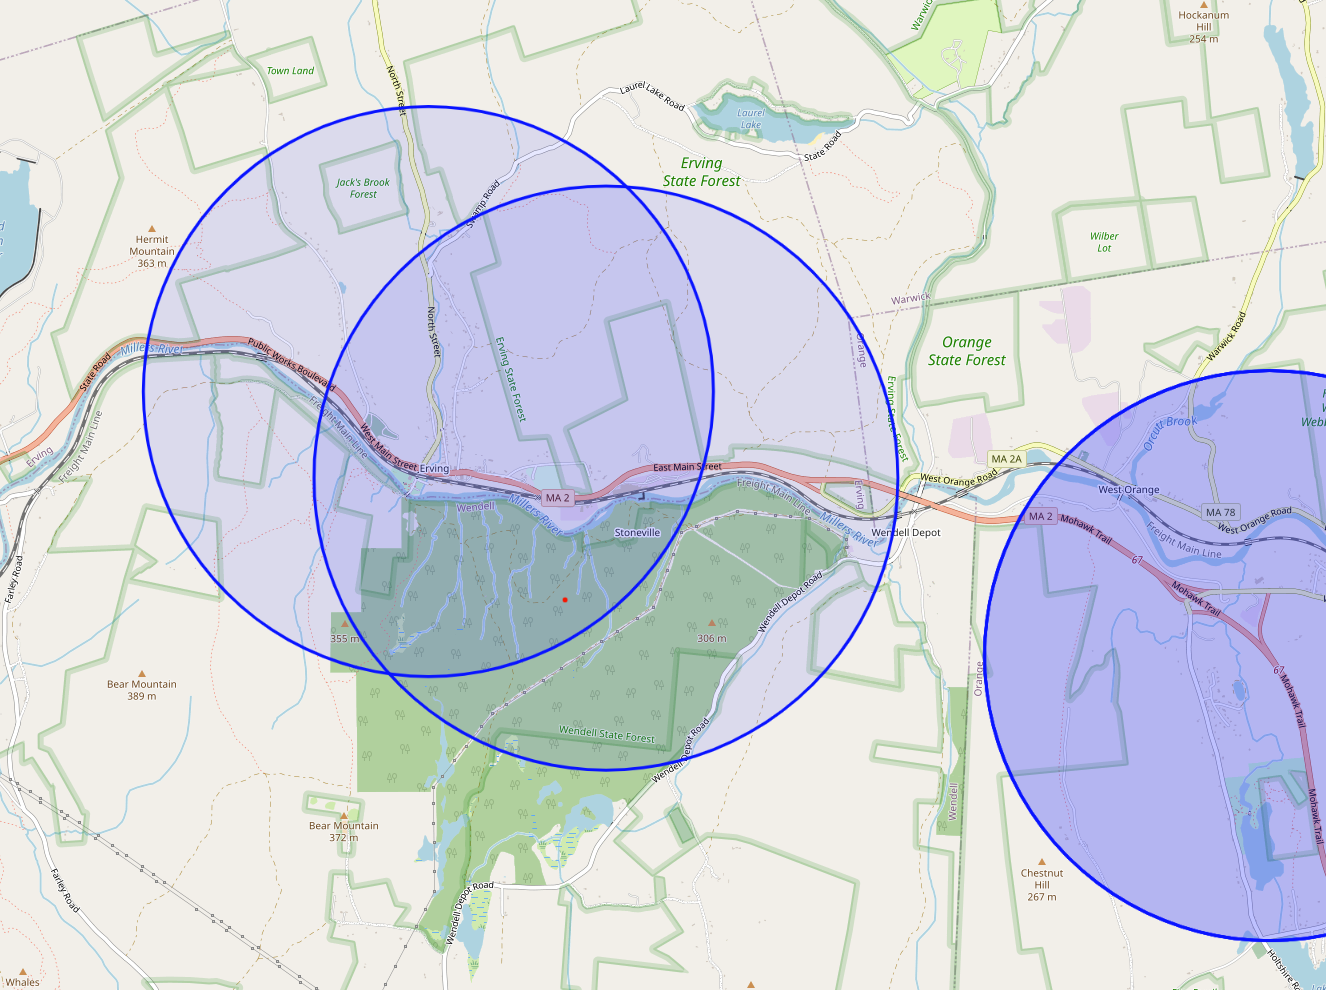 Warwick
Hockanum
Hill
254 m
Town Land
North Street
Laurel Lake Road
Laurel
Lake
State Road
Erving
State Forest
Jack's Brook
Forest
Swamp Road
Hermit
Mountain
363 m
Wilber
Lot
Warwick
Orange
Orange
State Forest
Warwick Road
North Street
Millers River
Public Works Boulevard
State Road
Erving State Forest
Erving State Forest
Freight Main Line
Freight Main Line
Erving
West Main Street
Erving
East Main Street
MA 2
Millers River
Wendell
Stoneville
Freight Main Line
Millers River
Erving
West Orange Road
MA 2A
Wendell Depot
Orcutt Brook
West Orange
MA 78
West Orange Road
MA 2
Mohawk Trail
67
Freight Main Line
Mohawk Trail
67
Mohawk Trail
Mohawk Trail
Farley Road
355 m
306 m
Wendell Depot Road
Bear Mountain
389 m
Wendell State Forest
Wendell Depot Road
Orange
Wendell
Bear Mountain
372 m
Farley Road
Wendell Depot Road
Chestnut
Hill
267 m
Whales
Holtshire